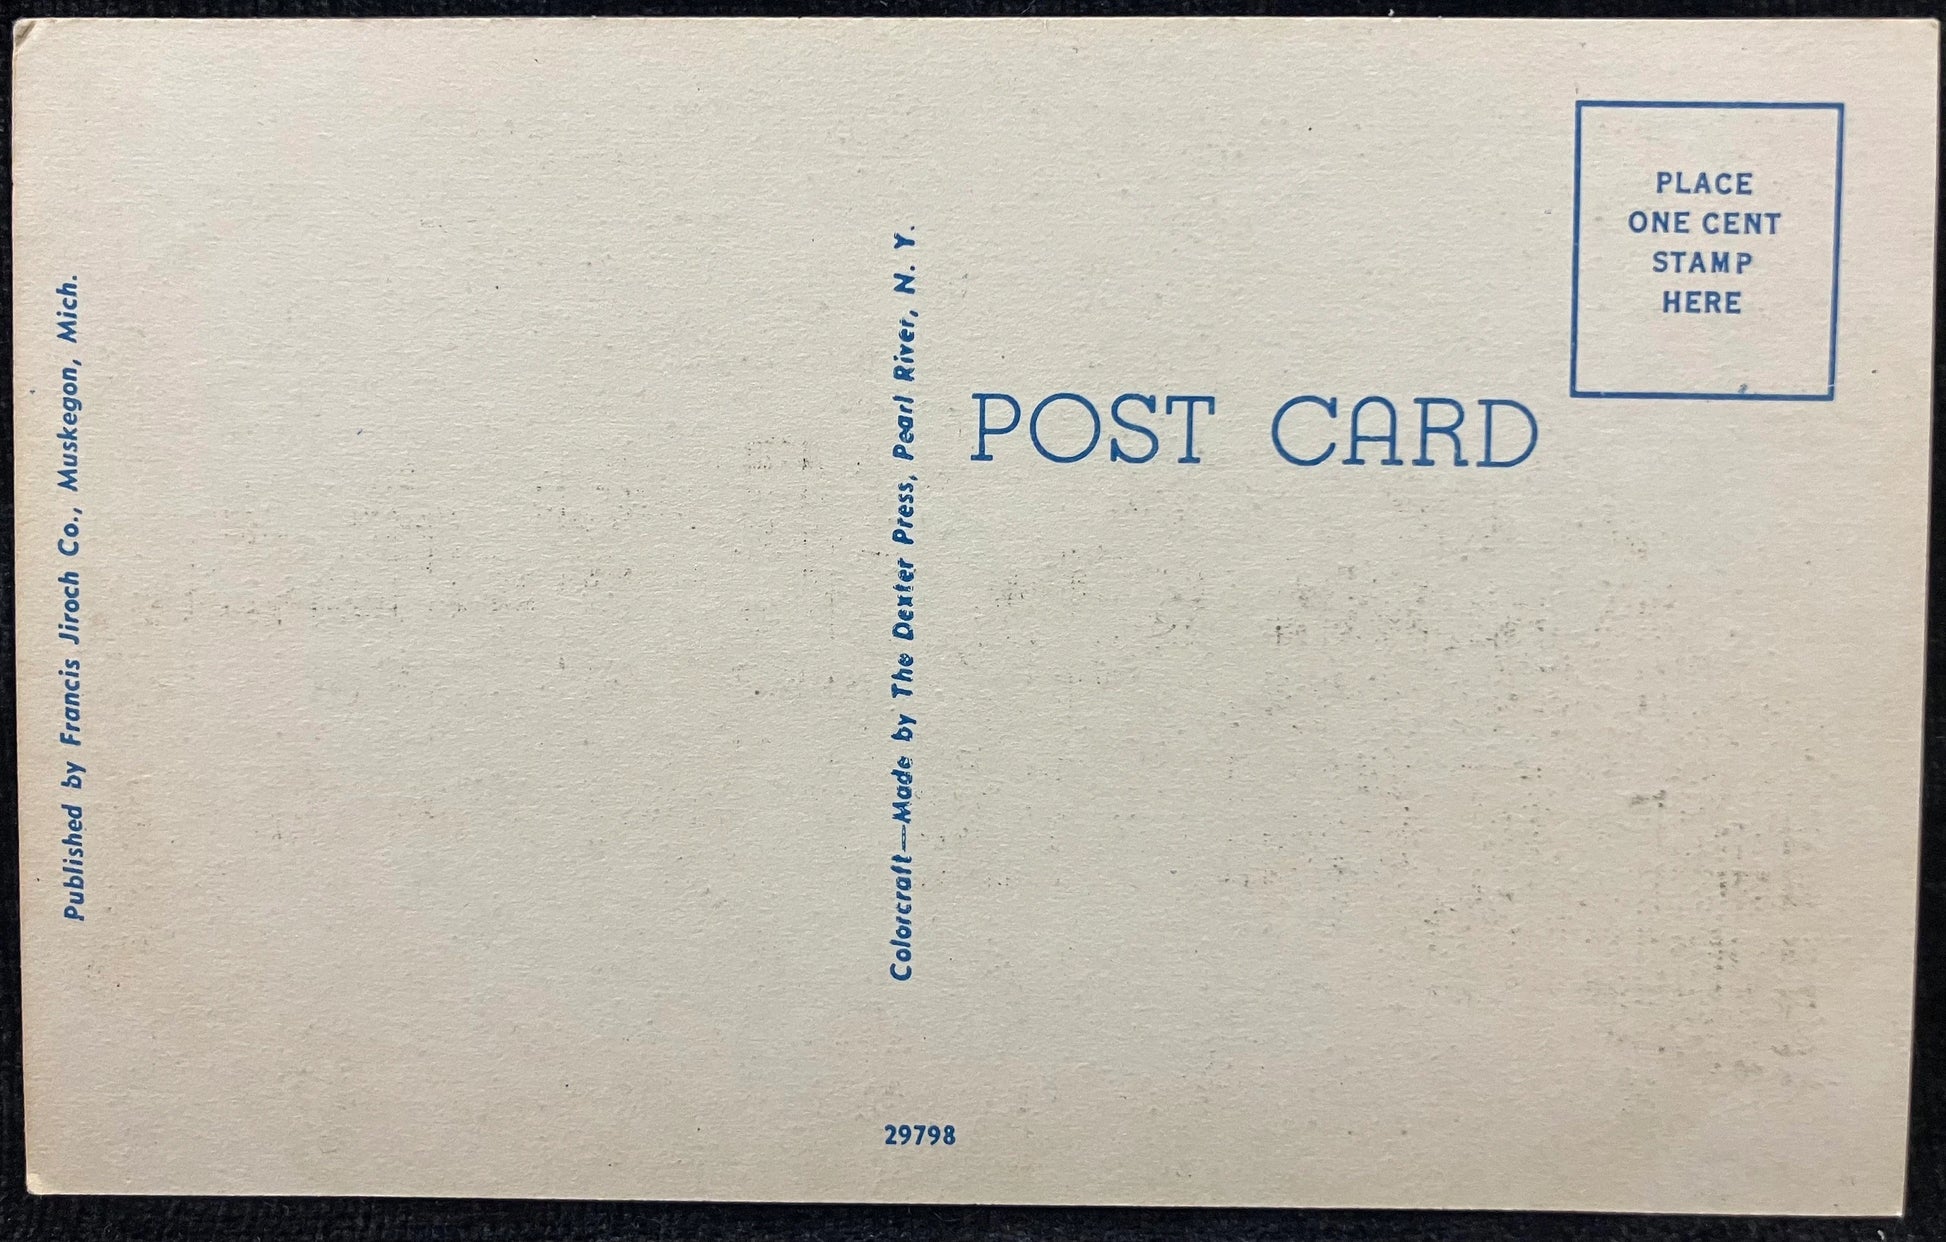 Published by Francis Jiroch Co., Muskegon, Mich.
Colorcraft—Made by The Dexter Press, Pearl River, N. Y.
POST CARD
PLACE
ONE CENT
STAMP
HERE
29798